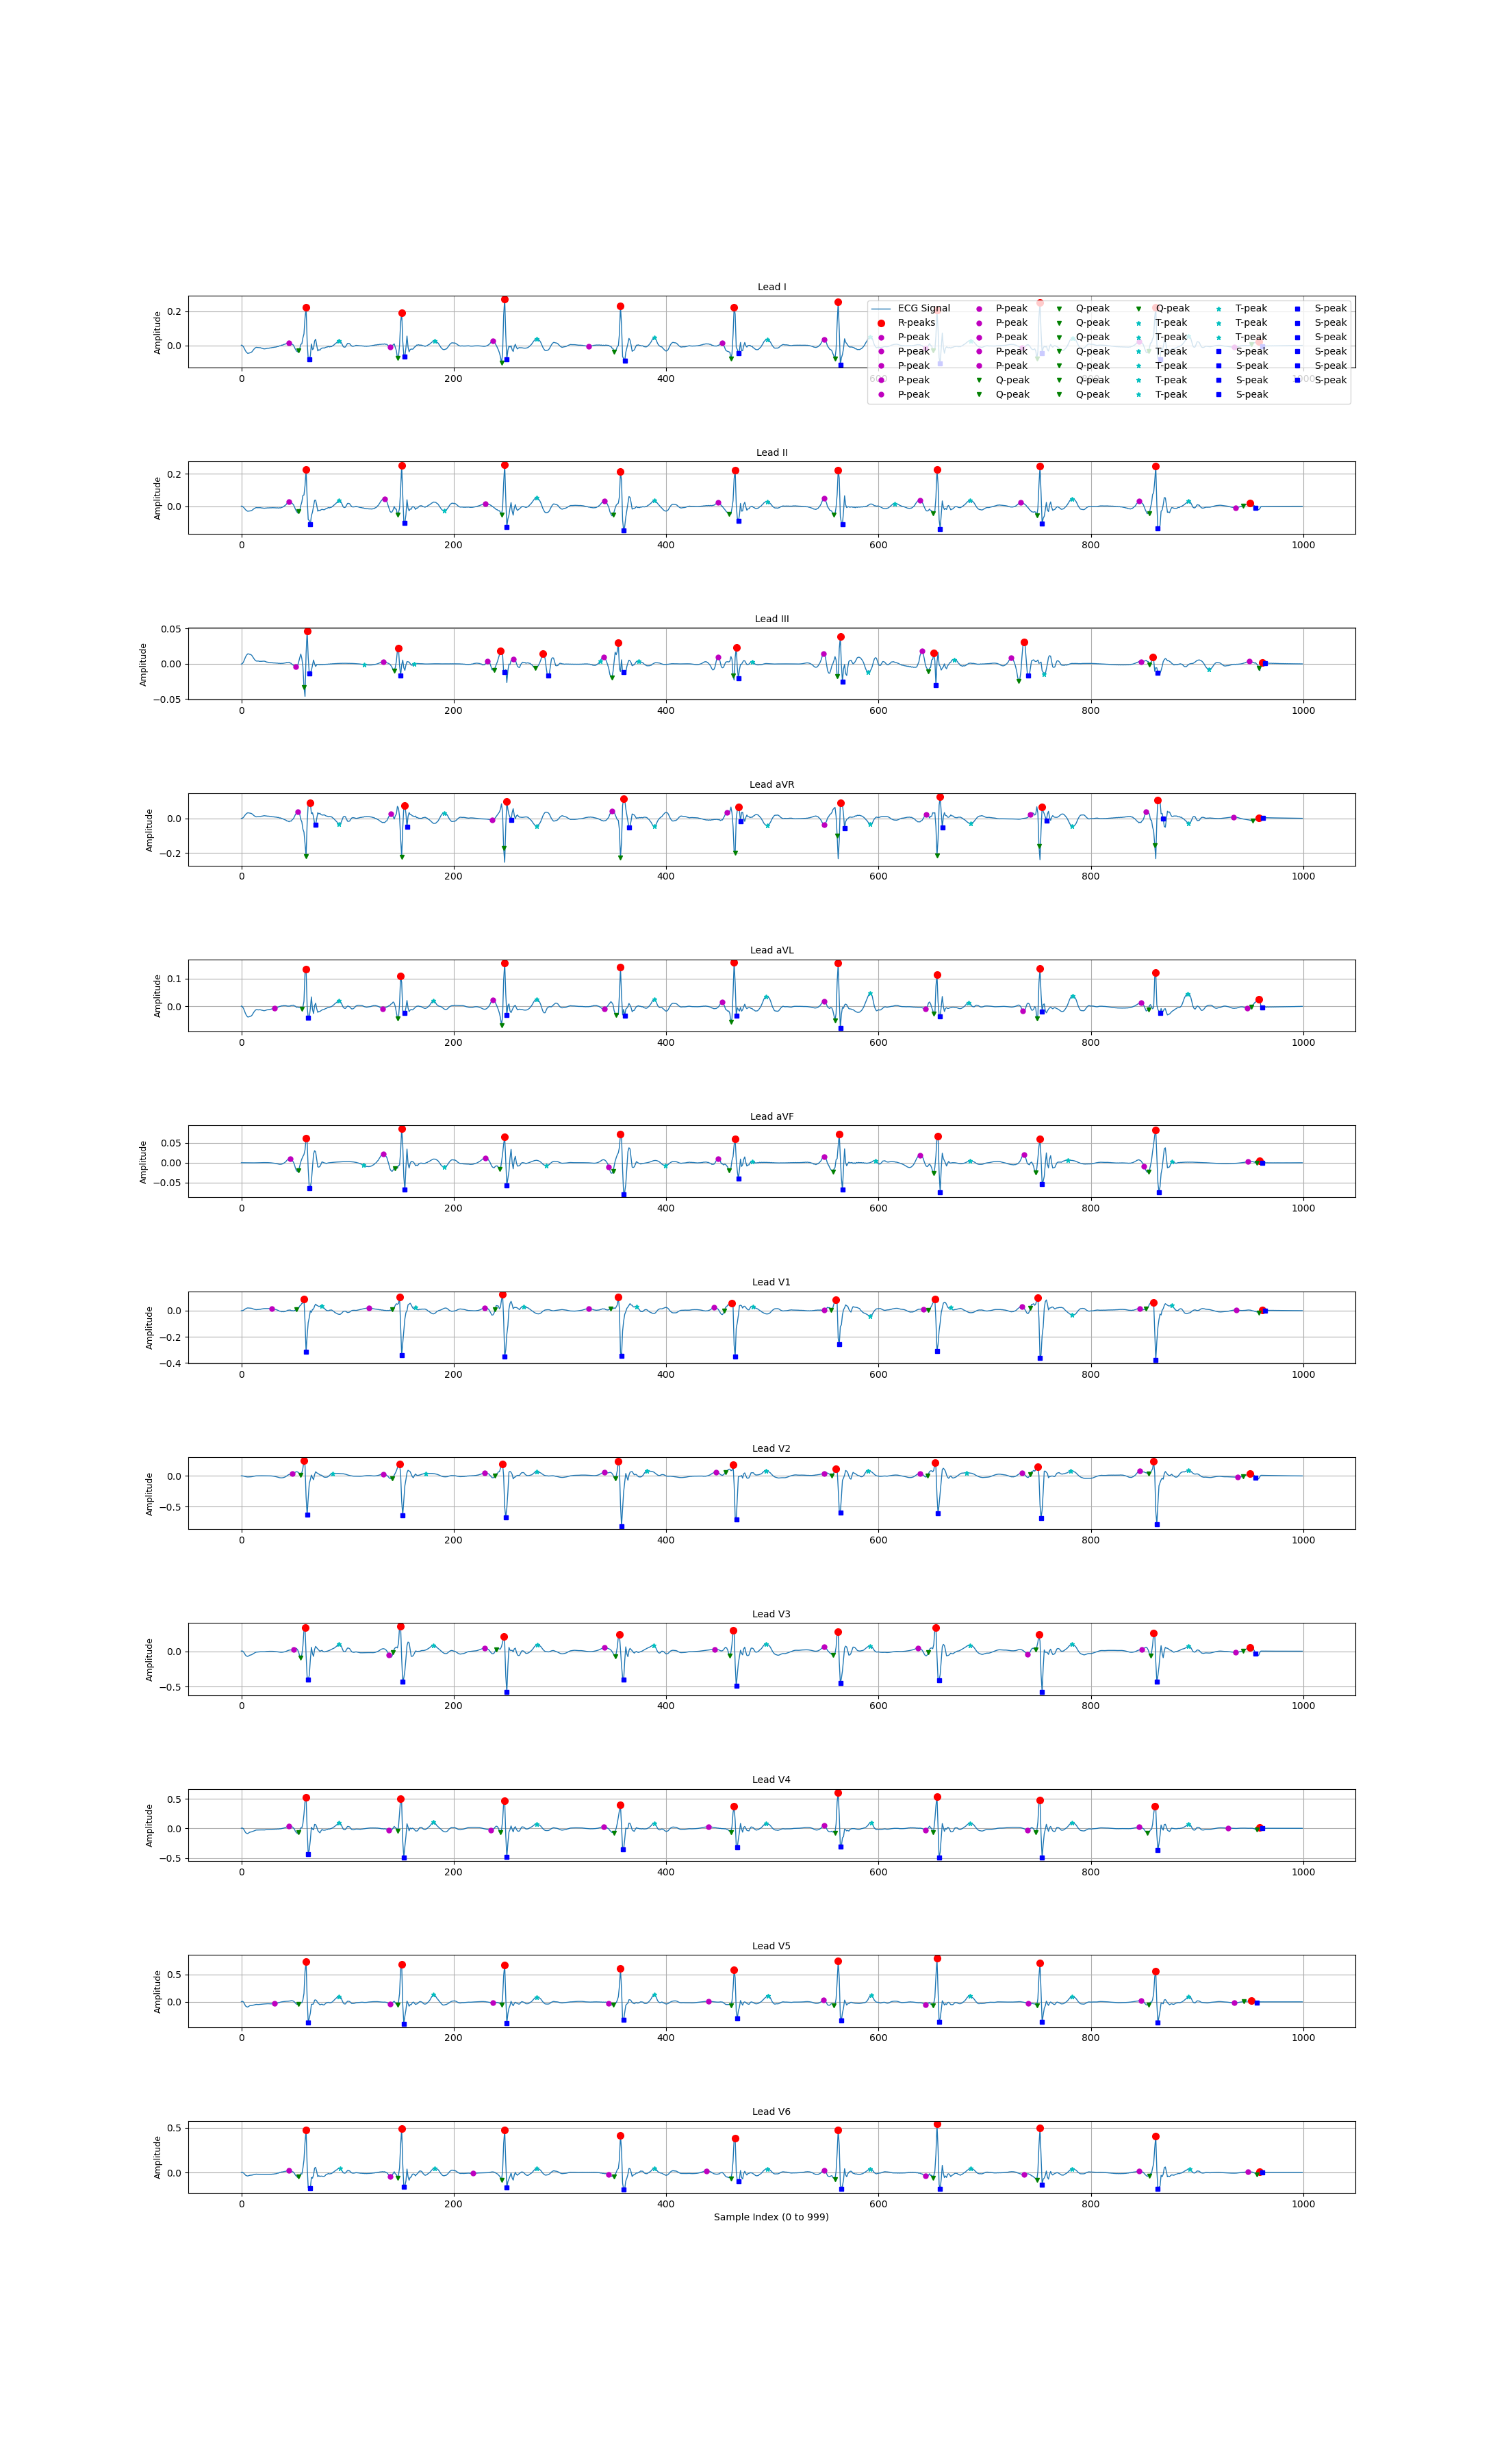 Lead I
Amplitude
0.2
0.0
ECG Signal P-peak Q-peak Q-peak T-peak S-peak
R-peaks P-peak Q-peak T-peak T-peak S-peak
P-peak P-peak Q-peak T-peak T-peak S-peak
P-peak P-peak Q-peak T-peak S-peak S-peak
P-peak P-peak Q-peak T-peak S-peak S-peak
P-peak Q-peak Q-peak T-peak S-peak S-peak
P-peak Q-peak Q-peak T-peak S-peak
0 200 400 600 800 1000
Lead II
Amplitude
0.2
0.0
0 200 400 600 800 1000
Lead III
Amplitude
0.05
0.00
−0.05
0 200 400 600 800 1000
Lead aVR
Amplitude
0.0
−0.2
0 200 400 600 800 1000
Lead aVL
Amplitude
0.1
0.0
0 200 400 600 800 1000
Lead aVF
Amplitude
0.05
0.00
−0.05
0 200 400 600 800 1000
Lead V1
Amplitude
0.0
−0.2
−0.4
0 200 400 600 800 1000
Lead V2
Amplitude
0.0
−0.5
0 200 400 600 800 1000
Lead V3
Amplitude
0.0
−0.5
0 200 400 600 800 1000
Lead V4
Amplitude
0.5
0.0
−0.5
0 200 400 600 800 1000
Lead V5
Amplitude
0.5
0.0
0 200 400 600 800 1000
Lead V6
Amplitude
0.5
0.0
0 200 400 600 800 1000
Sample Index (0 to 999)